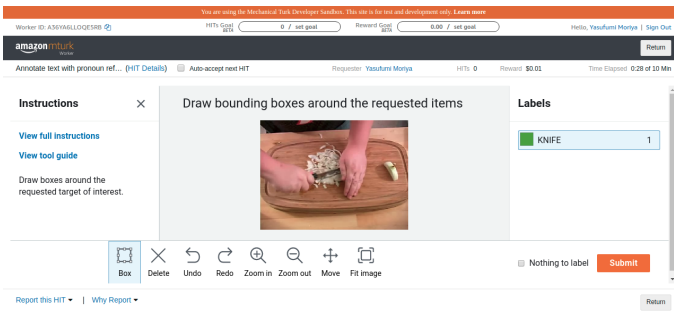 You are using the Mechanical Turk Developer Sandbox. This site is for test and development only. Learn more
Worker ID: A36YA6LLOQESRB
HITs Goal
BETA
0 / set goal
Reward Goal
BETA
0.00 / set goal
Hello, Yasufumi Moriya | Sign Out
amazonmturk
Worker
Return
Annotate text with pronoun ref... (HIT Details)
Auto-accept next HIT
Requester Yasufumi Moriya
HITs 0
Reward $0.01
Time Elapsed 0:28 of 10 Min
Instructions
View full instructions
View tool guide
Draw boxes around the
requested target of interest.
Draw bounding boxes around the requested items
Labels
KNIFE 1
Box
Delete
Undo
Redo
Zoom in
Zoom out
Move
Fit image
Nothing to label
Submit
Report this HIT | Why Report
Return